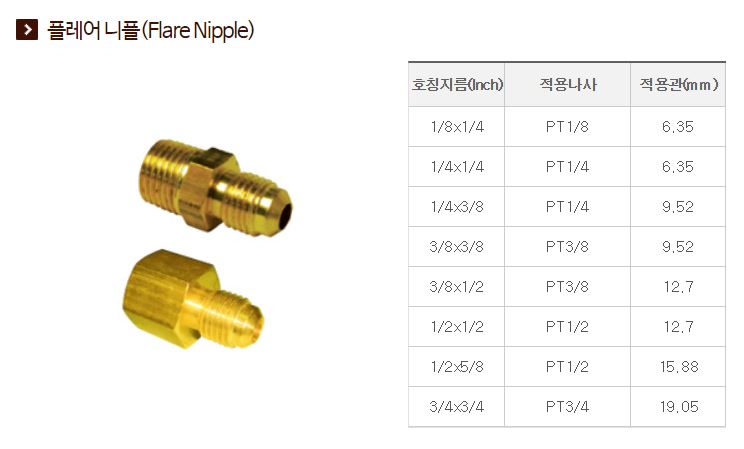 플레어 니플(Flare Nipple)
호칭지름(Inch) 적용나사 적용관(mm)
1/8x1/4 PT1/8 6.35
1/4x1/4 PT1/4 6.35
1/4x3/8 PT1/4 9.52
3/8x3/8 PT3/8 9.52
3/8x1/2 PT3/8 12.7
1/2x1/2 PT1/2 12.7
1/2x5/8 PT1/2 15.88
3/4x3/4 PT3/4 19.05